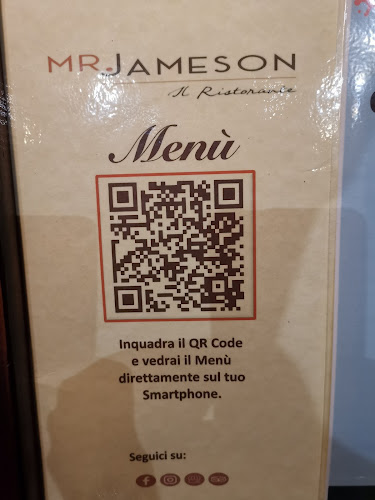 MR.JAMESON
Il Ristorante
Menù
Inquadra il QR Code
e vedrai il Menù
direttamente sul tuo
Smartphone.
Seguici su: